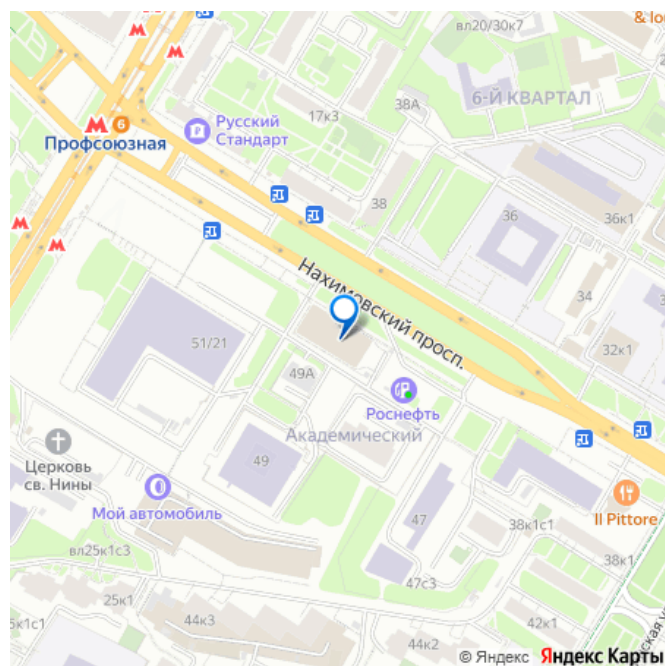 & lou
вл20/30к7
6-Й КВАРТАЛ
38А
17к3
6
Русский
Стандарт
Профсоюзная
38
36
36к1
Нахимовский просп.
34
32к1
51/21
49А
Роснефть
Академический
Церковь
св. Нины
49
Мой автомобиль
47
38к1с1
Il Pittore
вл25к1с3
38к1
47с3
25к1
44к3
42к1
44к2
© Яндекс Яндекс Карты